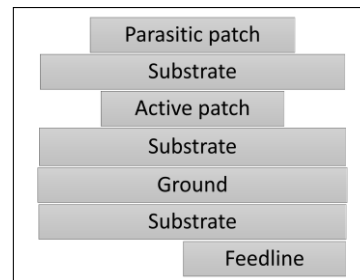 Parasitic patch
Substrate
Active patch
Substrate
Ground
Substrate
Feedline